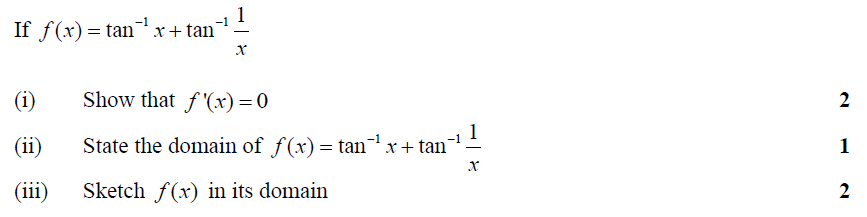 If f(x) = tan⁻¹ x + tan⁻¹ 1/x
(i) Show that f'(x) = 0 2
(ii) State the domain of f(x) = tan⁻¹ x + tan⁻¹ 1/x 1
(iii) Sketch f(x) in its domain 2